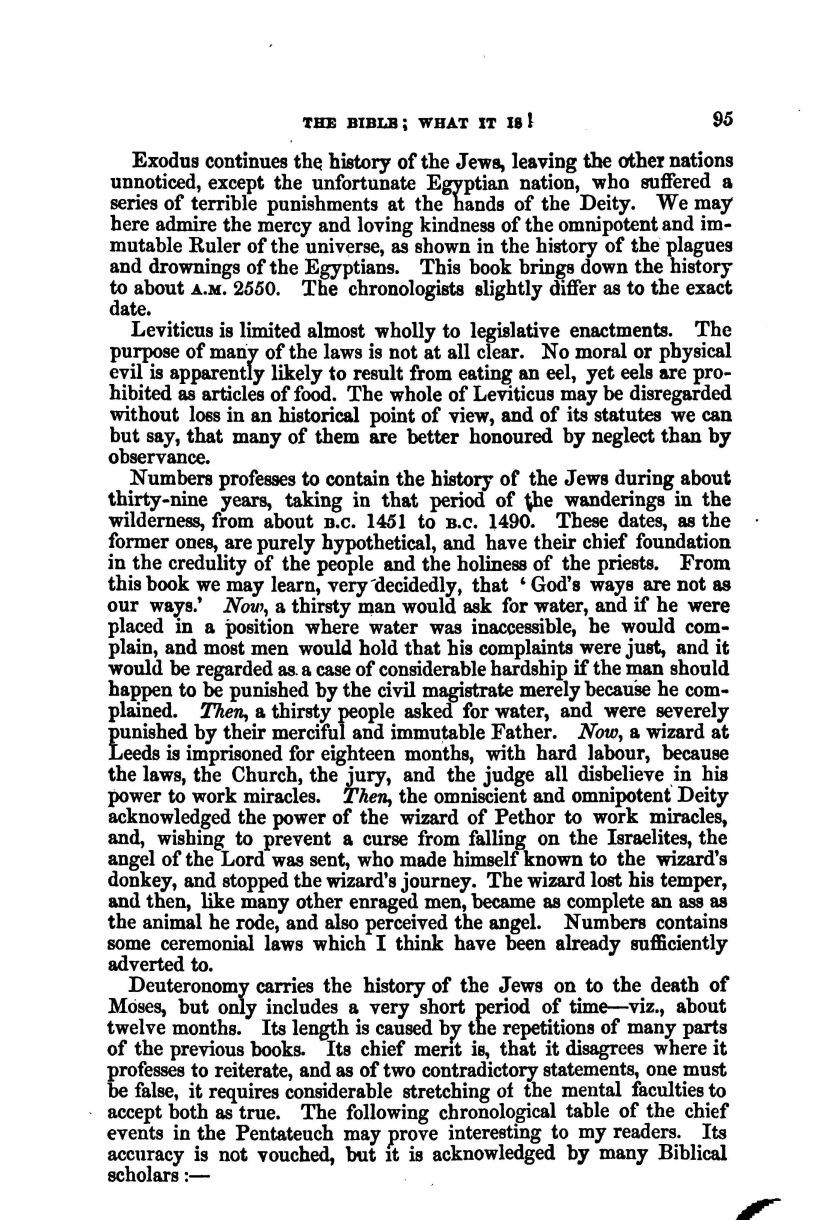 THE BIBLE; WHAT IT IS! 95
Exodus continues the history of the Jews, leaving the other nations
unnoticed, except the unfortunate Egyptian nation, who suffered a
series of terrible punishments at the hands of the Deity. We may
here admire the mercy and loving kindness of the omnipotent and im-
mutable Ruler of the universe, as shown in the history of the plagues
and drownings of the Egyptians. This book brings down the history
to about A.M. 2550. The chronologists slightly differ as to the exact
date.
Leviticus is limited almost wholly to legislative enactments. The
purpose of many of the laws is not at all clear. No moral or physical
evil is apparently likely to result from eating an eel, yet eels are pro-
hibited as articles of food. The whole of Leviticus may be disregarded
without loss in an historical point of view, and of its statutes we can
but say, that many of them are better honoured by neglect than by
observance.
Numbers professes to contain the history of the Jews during about
thirty-nine years, taking in that period of the wanderings in the
wilderness, from about B.C. 1451 to B.C. 1490. These dates, as the
former ones, are purely hypothetical, and have their chief foundation
in the credulity of the people and the holiness of the priests. From
this book we may learn, very decidedly, that ‘God's ways are not as
our ways.’ Now, a thirsty man would ask for water, and if he were
placed in a position where water was inaccessible, he would com-
plain, and most men would hold that his complaints were just, and it
would be regarded as a case of considerable hardship if the man should
happen to be punished by the civil magistrate merely because he com-
plained. Then, a thirsty people asked for water, and were severely
punished by their merciful and immutable Father. Now, a wizard at
Leeds is imprisoned for eighteen months, with hard labour, because
the laws, the Church, the jury, and the judge all disbelieve in his
power to work miracles. Then, the omniscient and omnipotent Deity
acknowledged the power of the wizard of Pethor to work miracles,
and, wishing to prevent a curse from falling on the Israelites, the
angel of the Lord was sent, who made himself known to the wizard's
donkey, and stopped the wizard's journey. The wizard lost his temper,
and then, like many other enraged men, became as complete an ass as
the animal he rode, and also perceived the angel. Numbers contains
some ceremonial laws which I think have been already sufficiently
adverted to.
Deuteronomy carries the history of the Jews on to the death of
Moses, but only includes a very short period of time—viz., about
twelve months. Its length is caused by the repetitions of many parts
of the previous books. Its chief merit is, that it disagrees where it
professes to reiterate, and as of two contradictory statements, one must
be false, it requires considerable stretching of the mental faculties to
accept both as true. The following chronological table of the chief
events in the Pentateuch may prove interesting to my readers. Its
accuracy is not vouched, but it is acknowledged by many Biblical
scholars :—